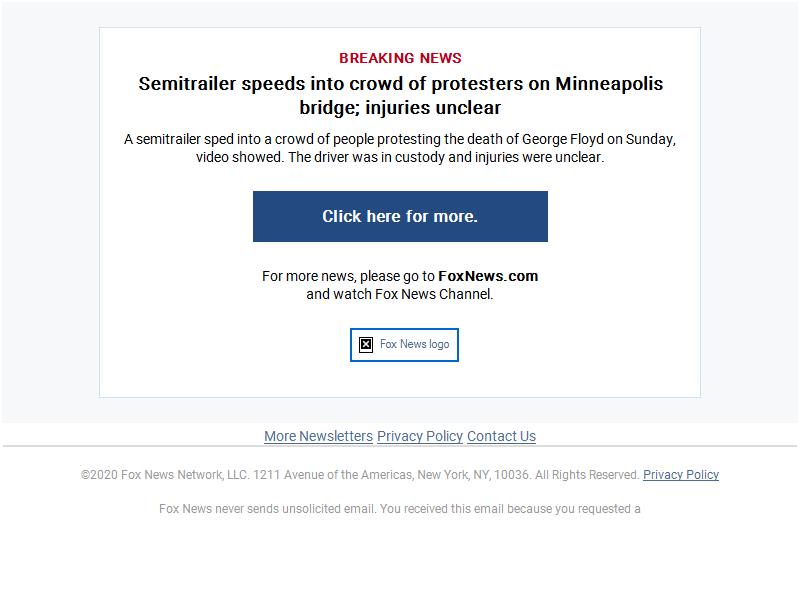 BREAKING NEWS
Semitrailer speeds into crowd of protesters on Minneapolis
bridge; injuries unclear
A semitrailer sped into a crowd of people protesting the death of George Floyd on Sunday,
video showed. The driver was in custody and injuries were unclear.
Click here for more.
For more news, please go to FoxNews.com
and watch Fox News Channel.
Fox News logo
More Newsletters Privacy Policy Contact Us
©2020 Fox News Network, LLC. 1211 Avenue of the Americas, New York, NY, 10036. All Rights Reserved. Privacy Policy
Fox News never sends unsolicited email. You received this email because you requested a